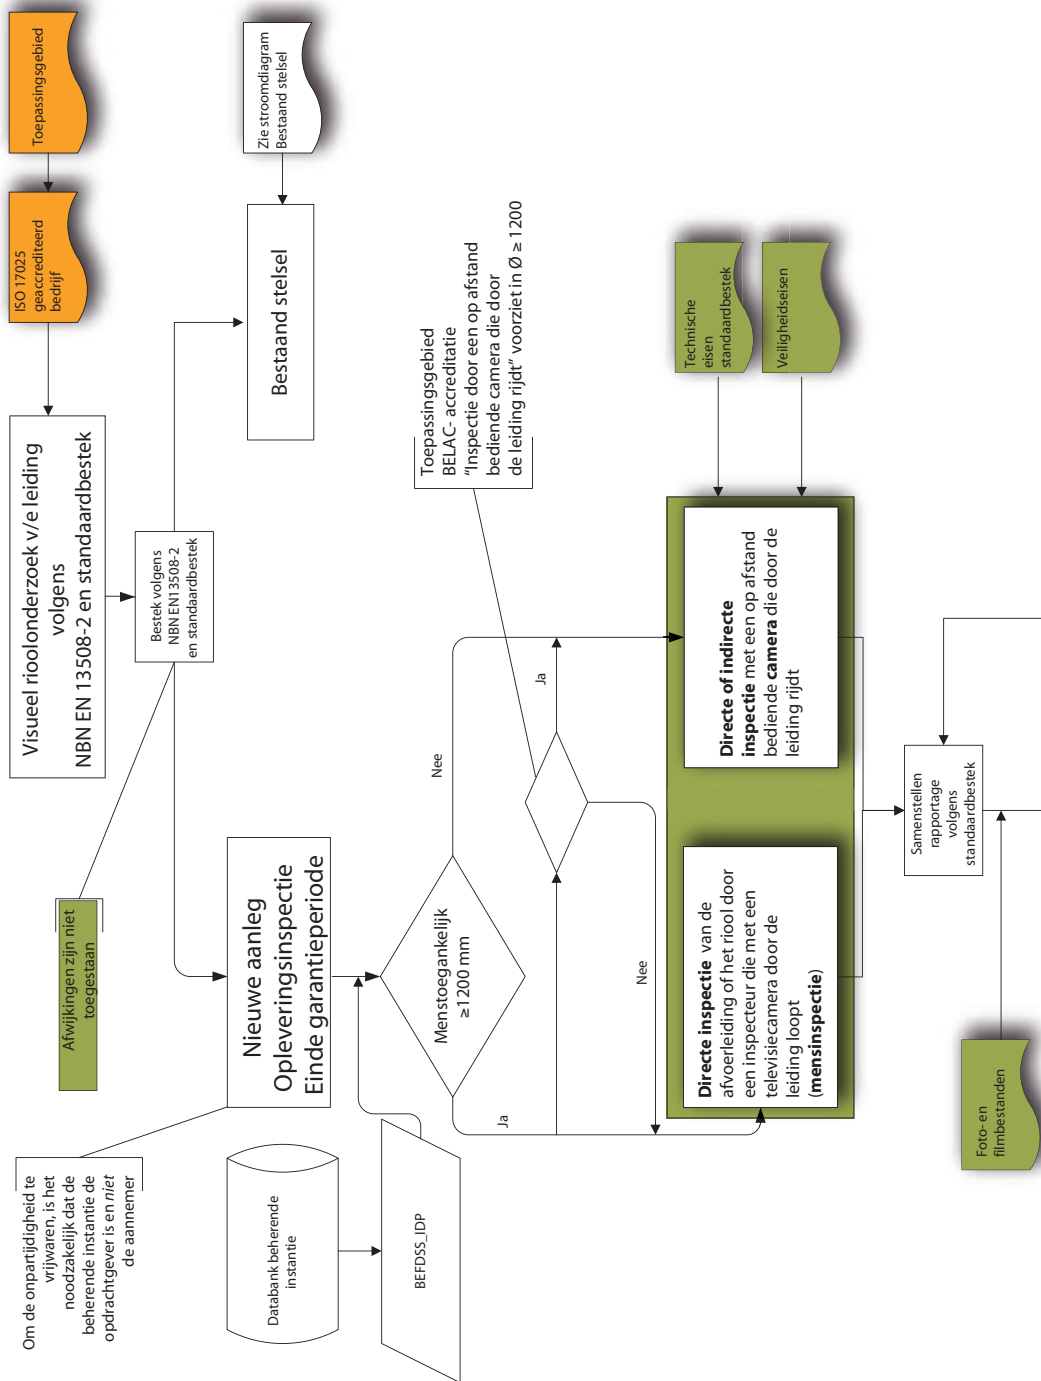 Toepassingsgebied
ISO 17025
geaccrediteerd
bedrijf
Visueel rioolonderzoek v/e leiding
volgens
NBN EN 13508-2 en standaardbestek
Zie stroomdiagram
Bestaand stelsel
Bestaand stelsel
Bestek volgens
NBN EN13508-2
en standaardbestek
Afwijkingen zijn niet
toegestaan
Om de onpartijdigheid te
vrijwaren, is het
noodzakelijk dat de
beherende instantie de
opdrachtgever is en niet
de aannemer
Nieuwe aanleg
Opleveringsinspectie
Einde garantieperiode
Databank beherende
instantie
BEFDSS_IDP
Menstoegankelijk
≥1200 mm
Nee
Ja
Toepassingsgebied
BELAC- accreditatie
“Inspectie door een op afstand
bediende camera die door
de leiding rijdt” voorziet in Ø ≥ 1200
Ja
Nee
Technische
eisen
standaardbestek
Veiligheidseisen
Directe of indirecte
inspectie met een op afstand
bediende camera die door de
leiding rijdt
Directe inspectie van de
afvoerleiding of het riool door
een inspecteur die met een
televisiecamera door de
leiding loopt
(mensinspectie)
Samenstellen
rapportage
volgens
standaardbestek
Foto- en
filmbestanden